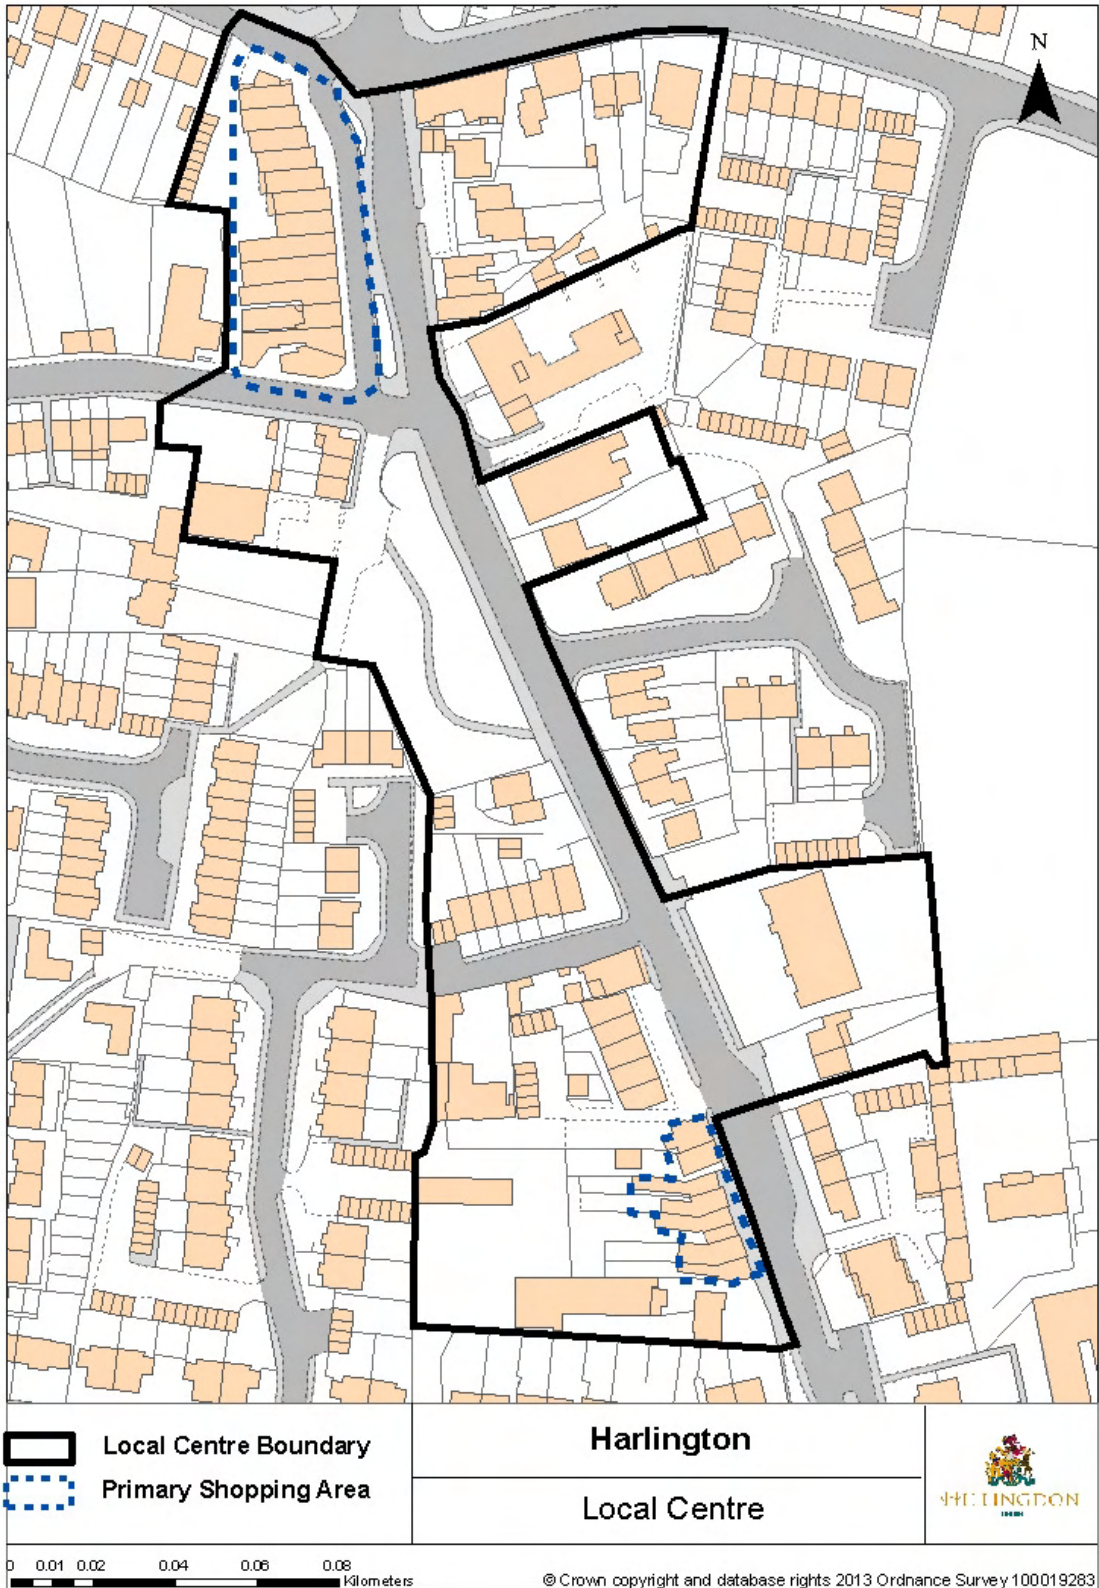 N
Local Centre Boundary
Primary Shopping Area
Harlington
Local Centre
HILLINGDON
0 0.01 0.02 0.04 0.06 0.08
Kilometers
© Crown copyright and database rights 2013 Ordnance Survey 100019283